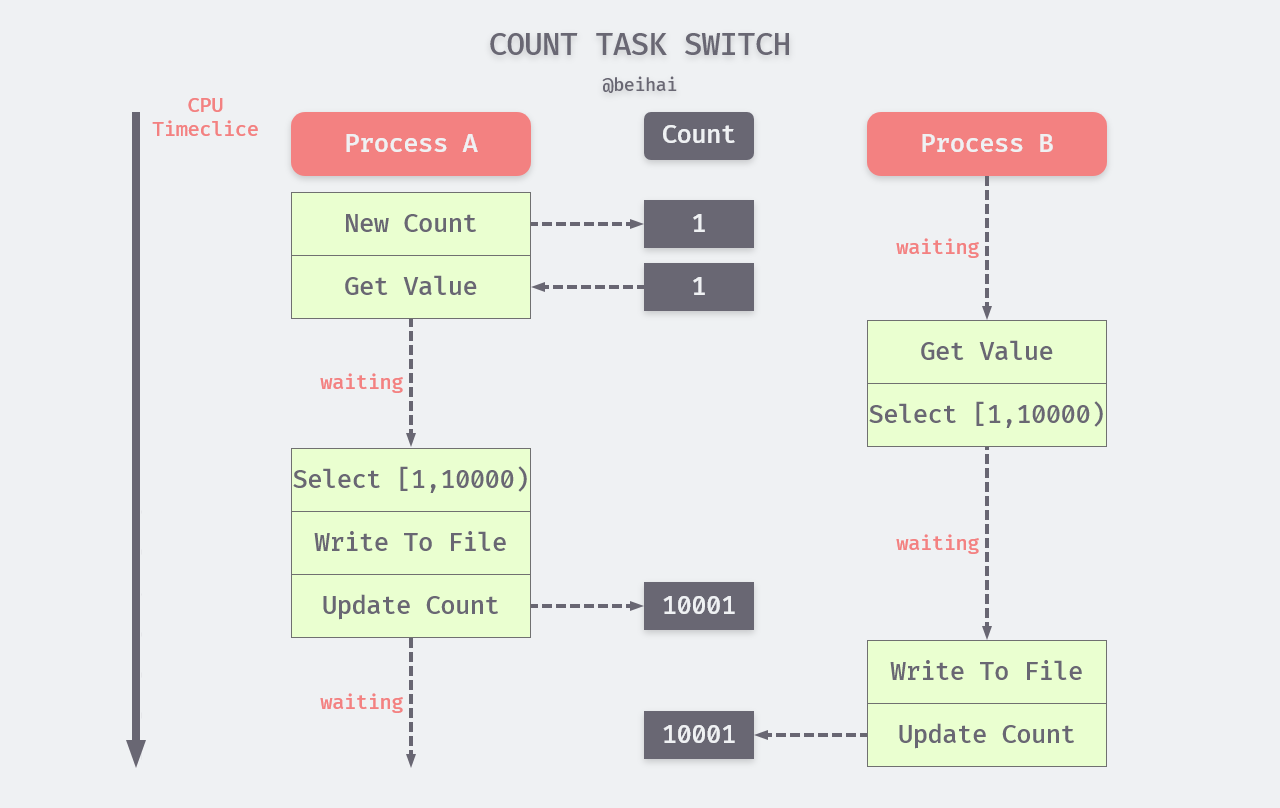 COUNT TASK SWITCH
@beihai
CPU
Timeclice
Process A
Count
Process B
New Count
1
waiting
Get Value
1
Get Value
waiting
Select [1,10000)
Select [1,10000)
Write To File
waiting
Update Count
10001
Write To File
waiting
10001
Update Count